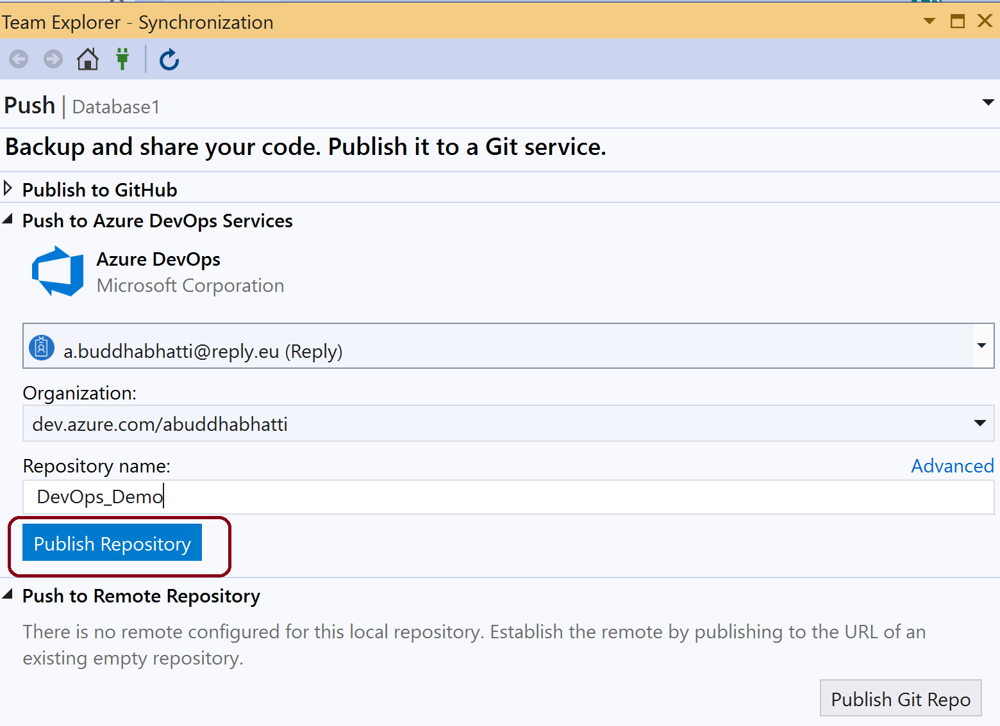 Team Explorer - Synchronization
Push | Database1
Backup and share your code. Publish it to a Git service.
Publish to GitHub
Push to Azure DevOps Services
Azure DevOps
Microsoft Corporation
a.buddhabhatti@reply.eu (Reply)
Organization:
dev.azure.com/abuddhabhatti
Repository name:
Advanced
DevOps_Demo
Publish Repository
Push to Remote Repository
There is no remote configured for this local repository. Establish the remote by publishing to the URL of an
existing empty repository.
Publish Git Repo